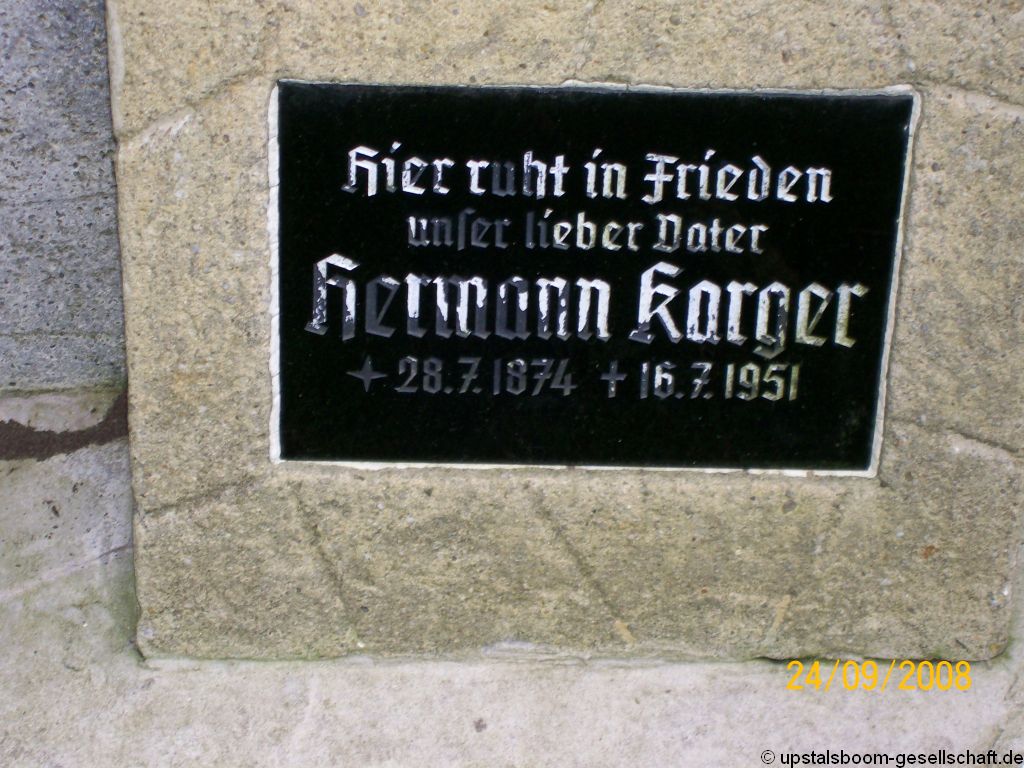 Hier ruht in Frieden
unser lieber Vater
Hermann Karger
✦ 28.7.1874 ✝ 16.7.1951
24/09/2008
© upstalsboom-gesellschaft.de